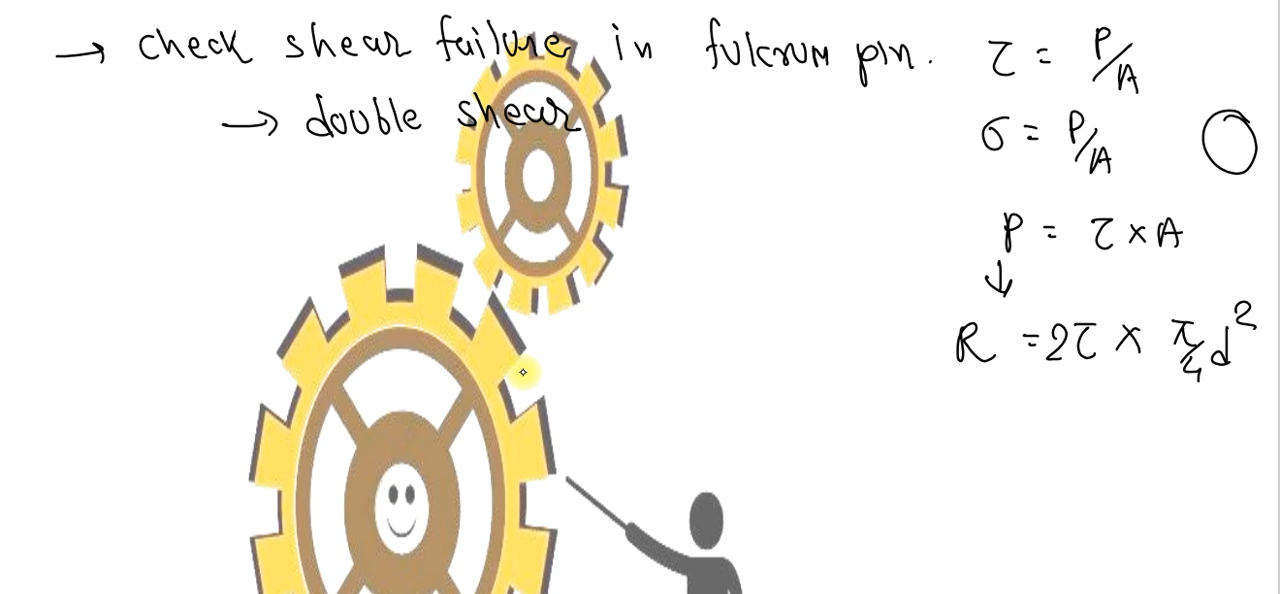 → check shear failure in fulcrum pin. τ = P/A
→ double shear
σ = P/A
P = τ × A
↓
R = 2τ × π/4 d²